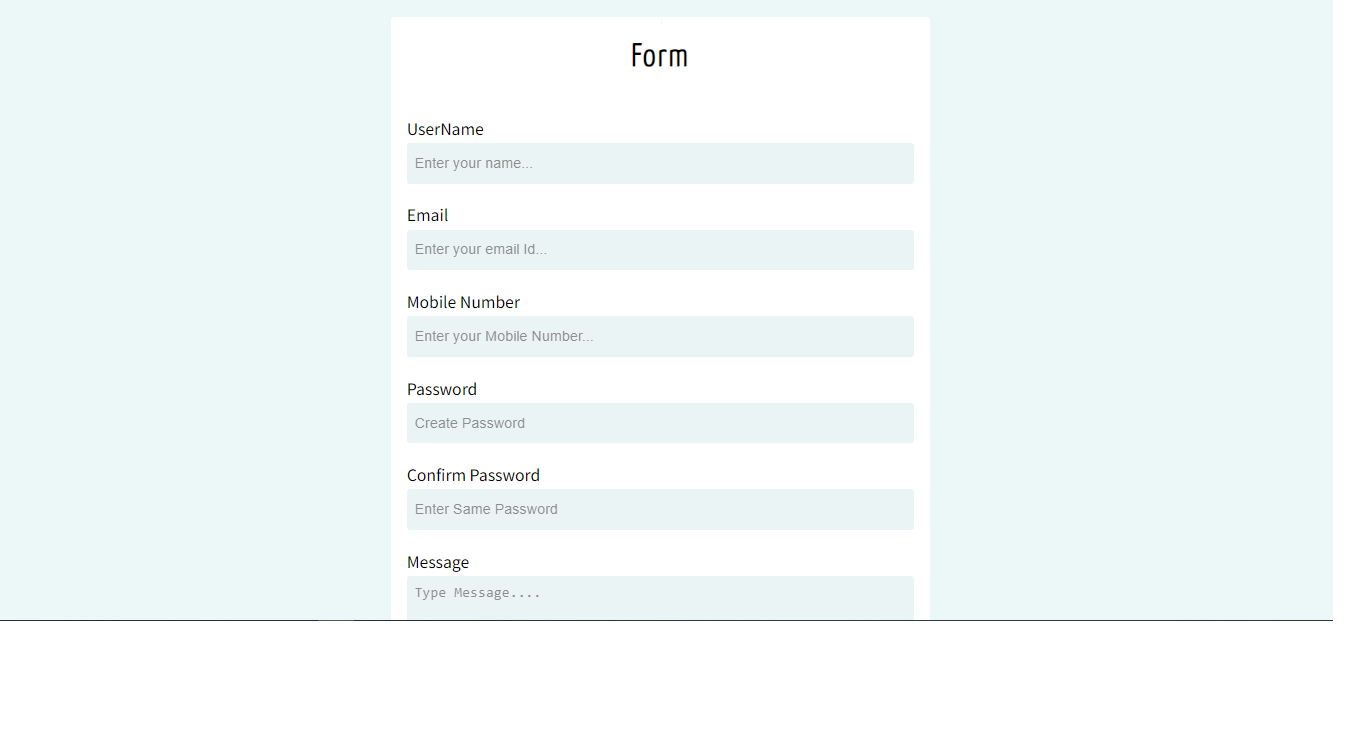 Form
UserName
Enter your name...
Email
Enter your email Id...
Mobile Number
Enter your Mobile Number...
Password
Create Password
Confirm Password
Enter Same Password
Message
Type Message....